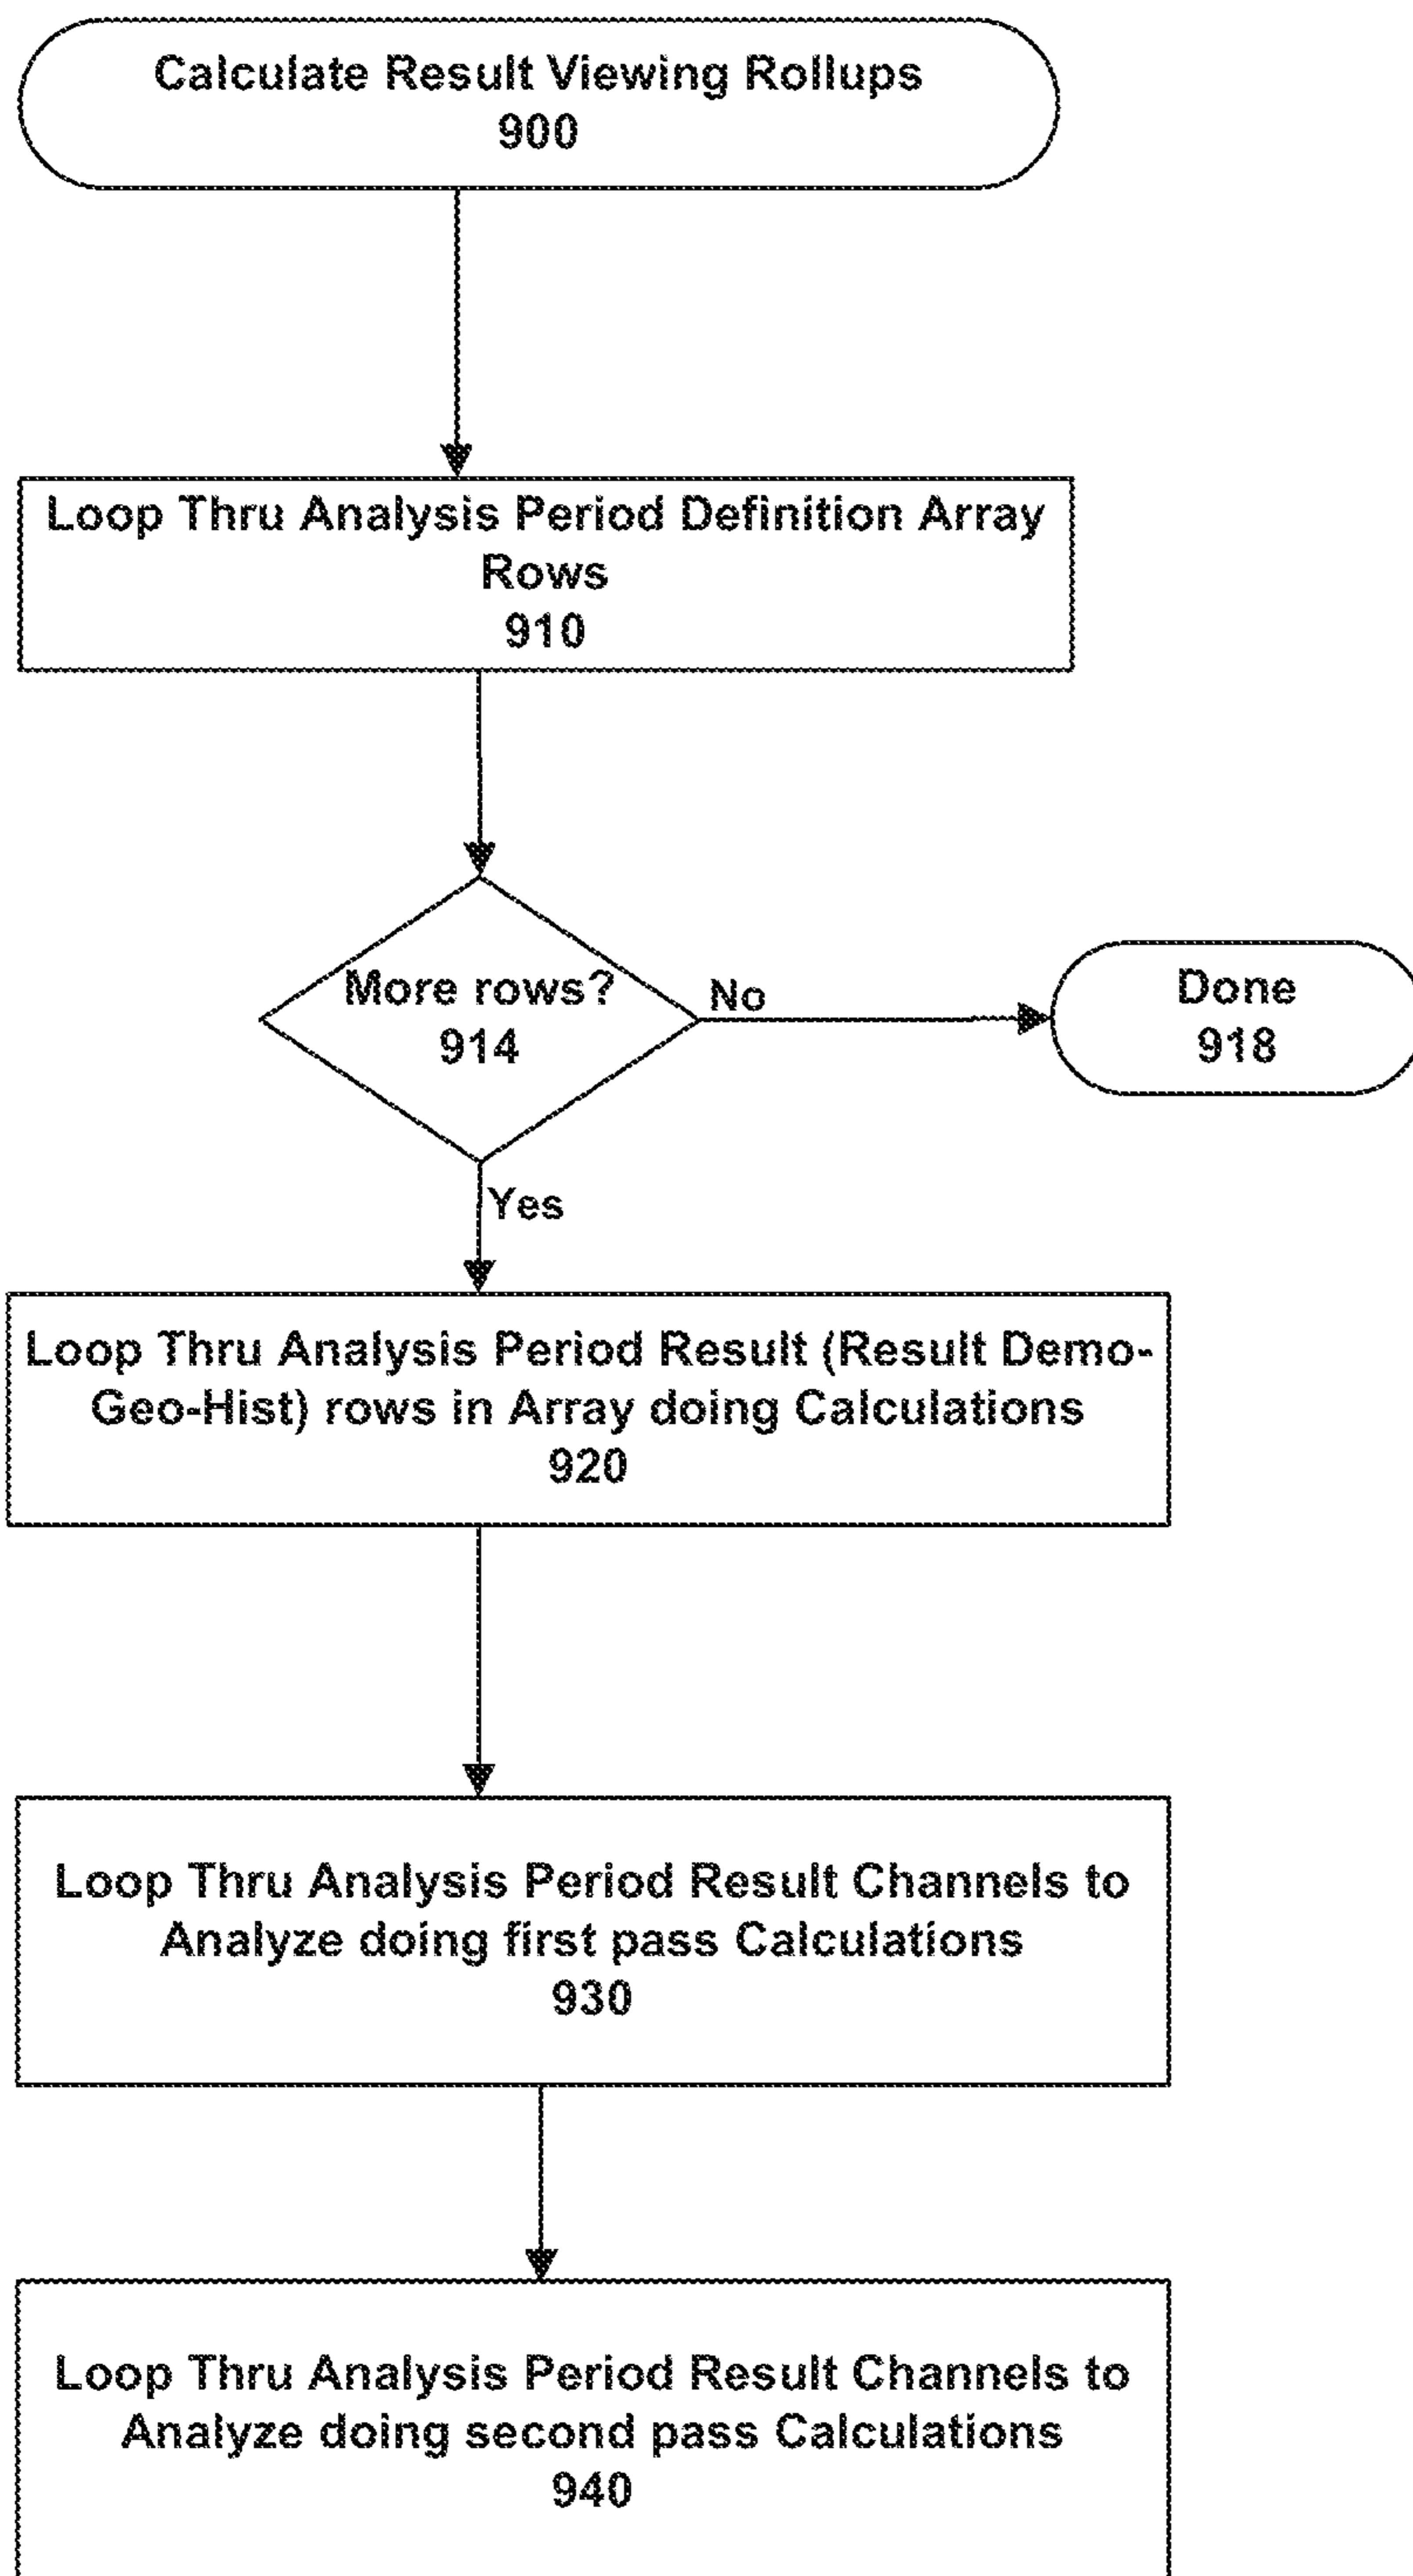 Calculate Result Viewing Rollups
900
Loop Thru Analysis Period Definition Array
Rows
910
More rows?
914
No
Done
918
Yes
Loop Thru Analysis Period Result (Result Demo-
Geo-Hist) rows in Array doing Calculations
920
Loop Thru Analysis Period Result Channels to
Analyze doing first pass Calculations
930
Loop Thru Analysis Period Result Channels to
Analyze doing second pass Calculations
940